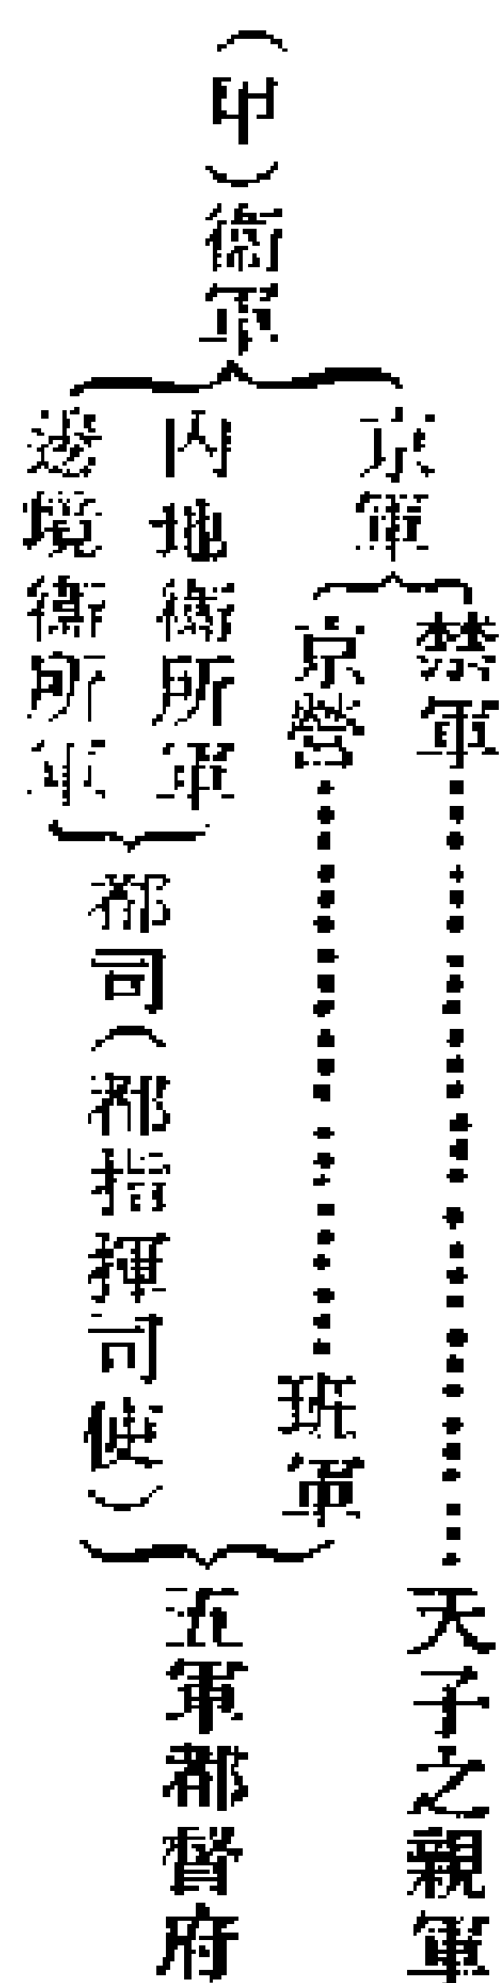 （甲）衛軍
京軍
禁軍
天子之親軍
京營
班軍
內地衛所軍
邊境衛所軍
都司（都指揮司使）
五軍都督府